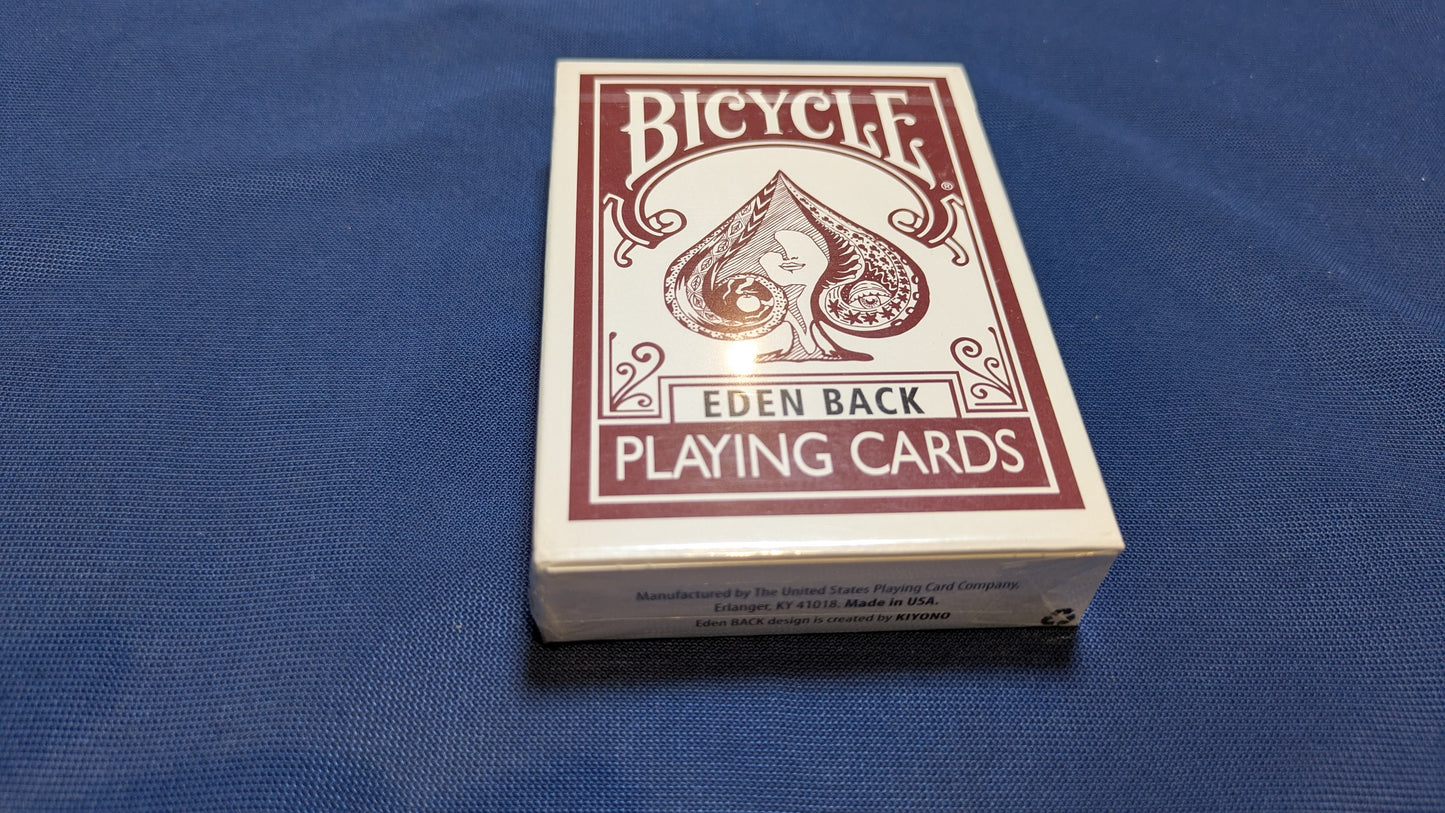 BICYCLE®
EDEN BACK
PLAYING CARDS
Manufactured by The United States Playing Card Company,
Erlanger, KY 41018. Made in USA.
Eden BACK design is created by KIYONO